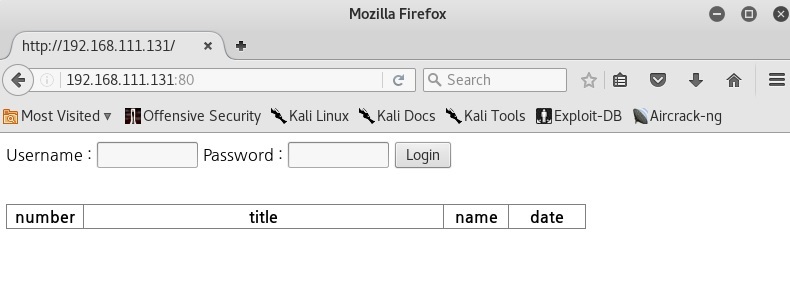 Mozilla Firefox
http://192.168.111.131/
192.168.111.131:80 Search
Most Visited Offensive Security Kali Linux Kali Docs Kali Tools Exploit-DB Aircrack-ng
Username : Password : Login
number title name date